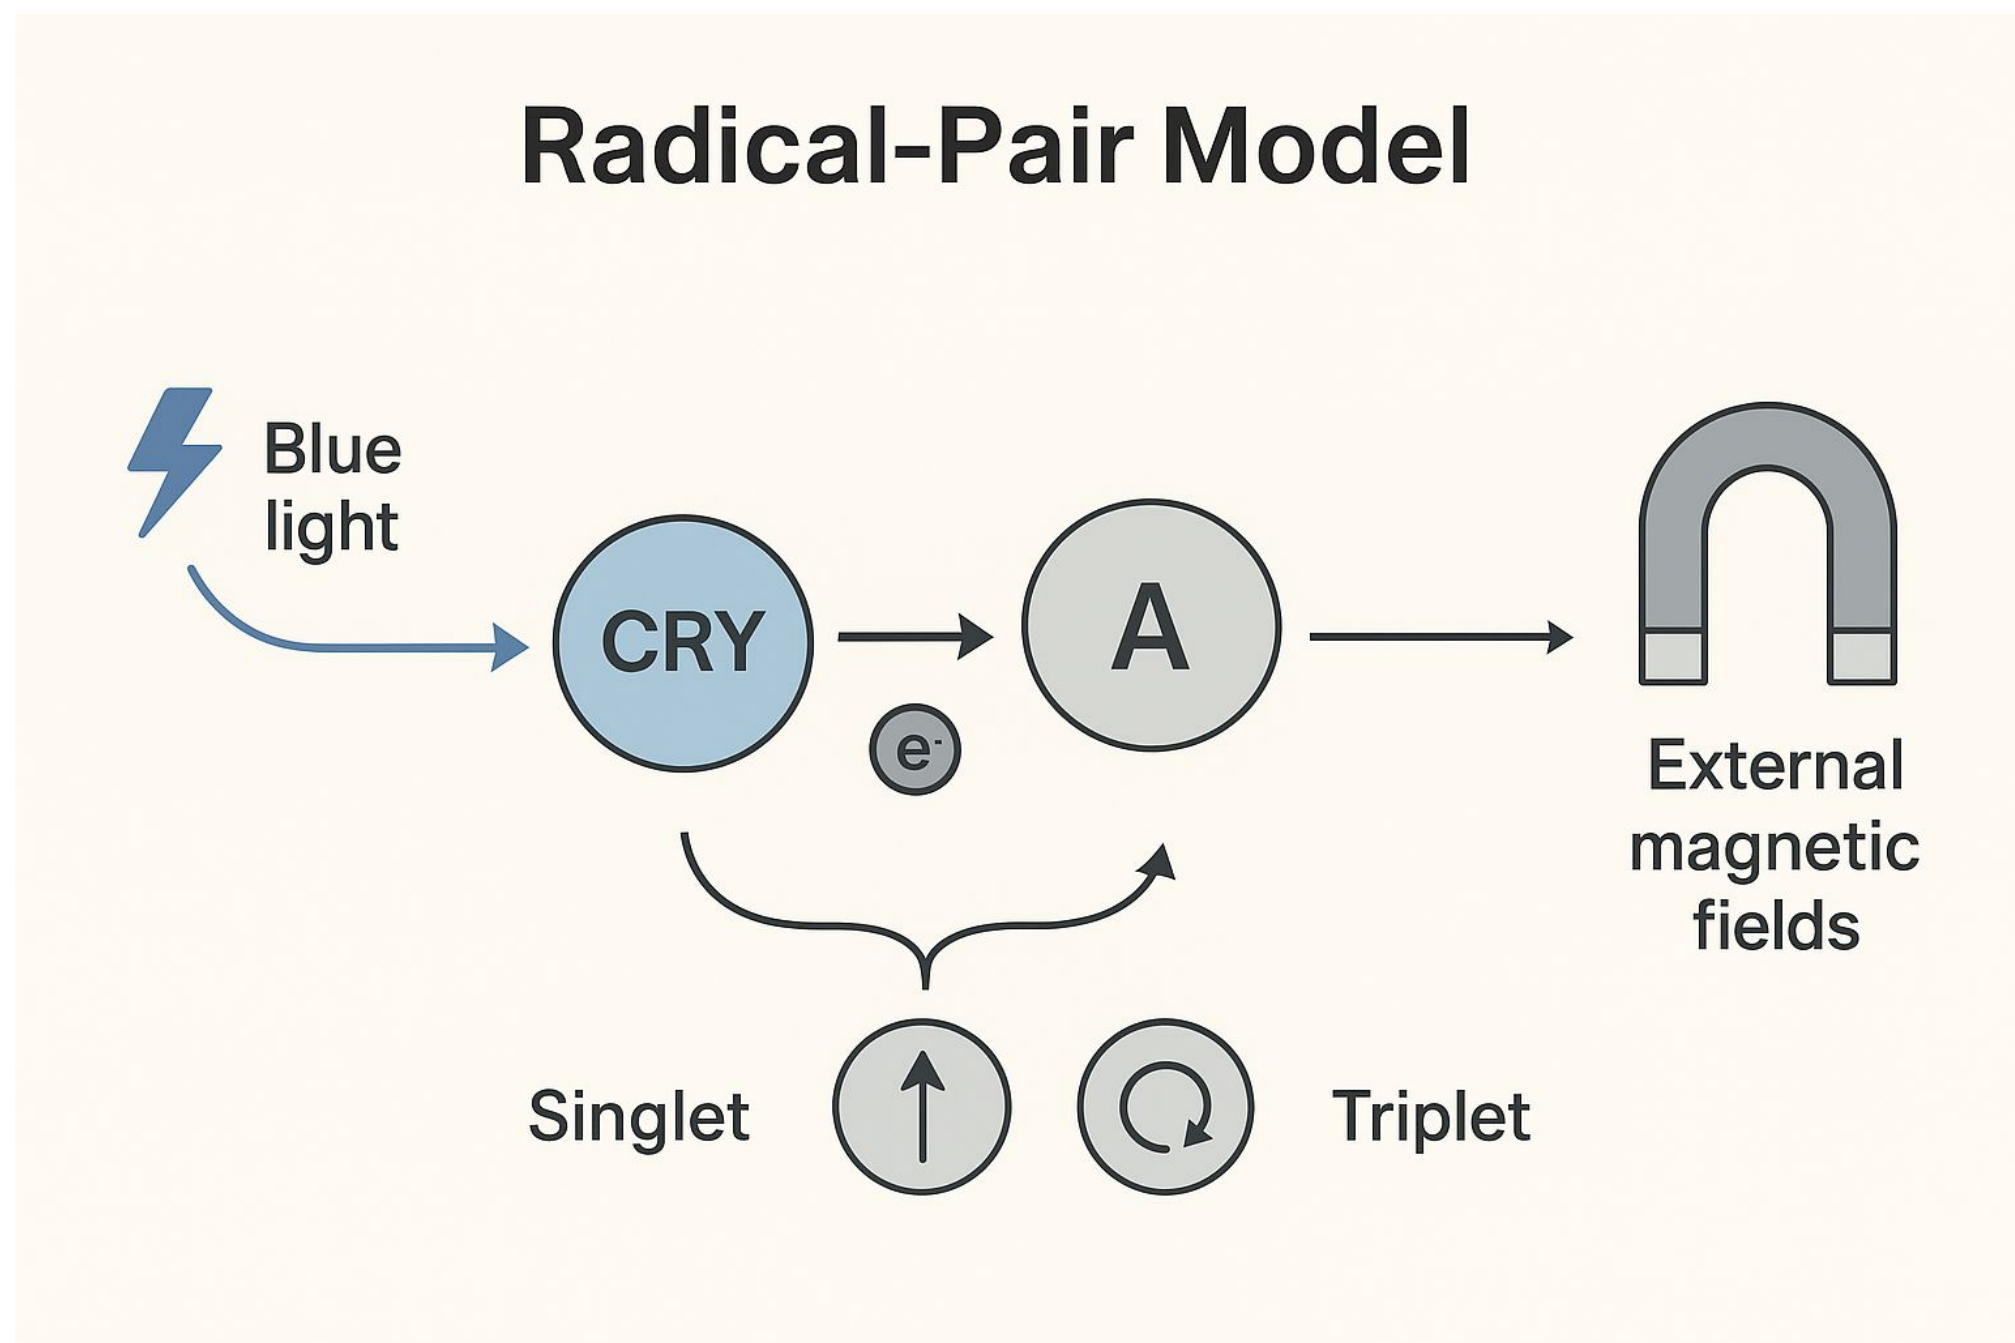 Radical-Pair Model
Blue
light
CRY
A
e-
External
magnetic
fields
Singlet
Triplet